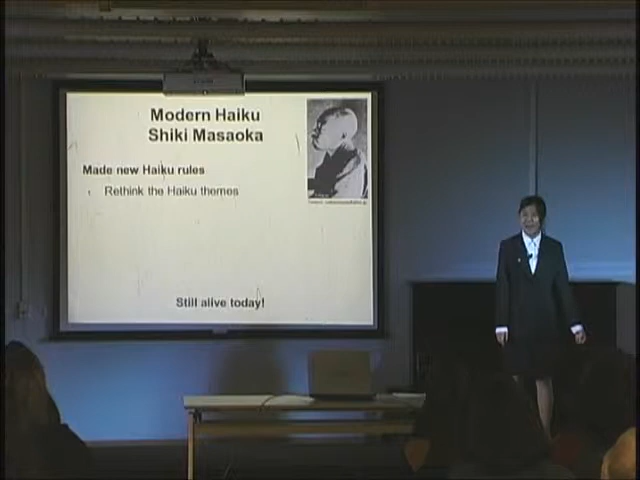 Modern Haiku
Shiki Masaoka
Made new Haiku rules
Rethink the Haiku themes
Still alive today!